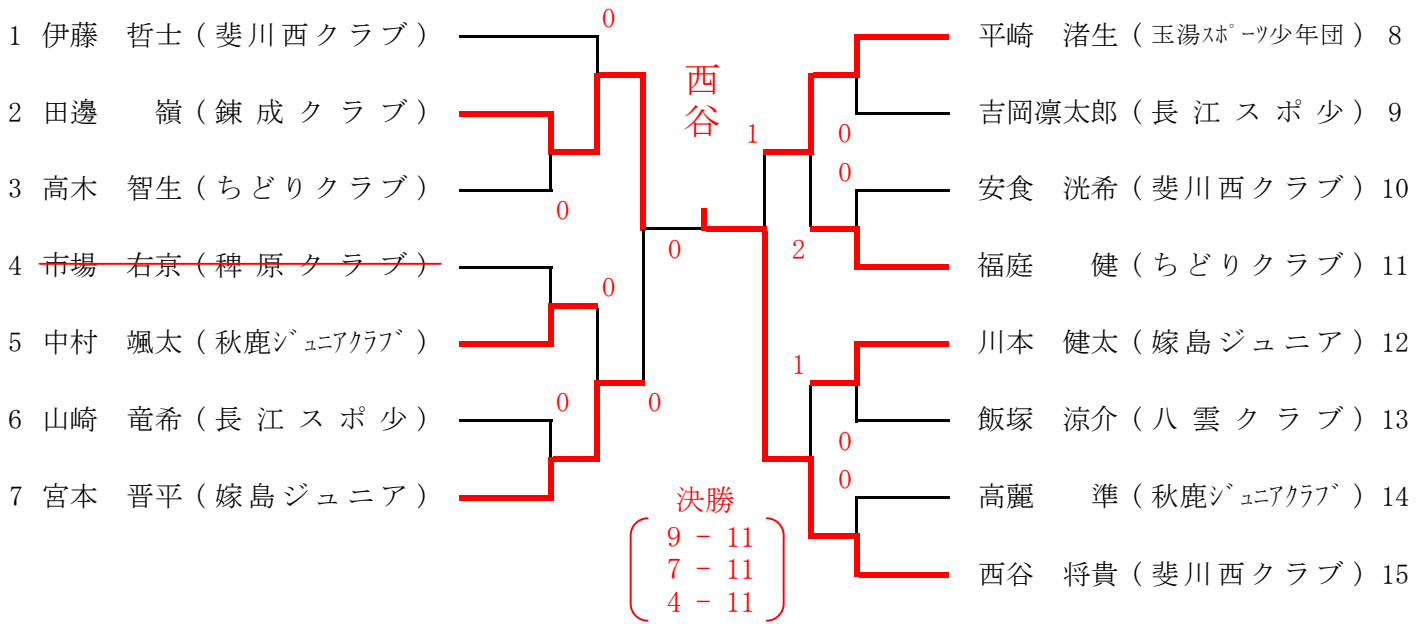 1 伊藤 哲士 ( 斐川西クラブ )
2 田邊 嶺 ( 錬成クラブ )
3 高木 智生 ( ちどりクラブ )
4 市場 右京 ( 稗原クラブ )
5 中村 颯太 ( 秋鹿ジュニアクラブ )
6 山崎 竜希 ( 長江スポ少 )
7 宮本 晋平 ( 嫁島ジュニア )
0
0
0
0
0
0
西谷
決勝
9 - 11
7 - 11
4 - 11
1
0
0
2
1
0
0
平崎 渚生 ( 玉湯スポーツ少年団 ) 8
吉岡凛太郎 ( 長江スポ少 ) 9
安食 洸希 ( 斐川西クラブ ) 10
福庭 健 ( ちどりクラブ ) 11
川本 健太 ( 嫁島ジュニア ) 12
飯塚 涼介 ( 八雲クラブ ) 13
高麗 準 ( 秋鹿ジュニアクラブ ) 14
西谷 将貴 ( 斐川西クラブ ) 15